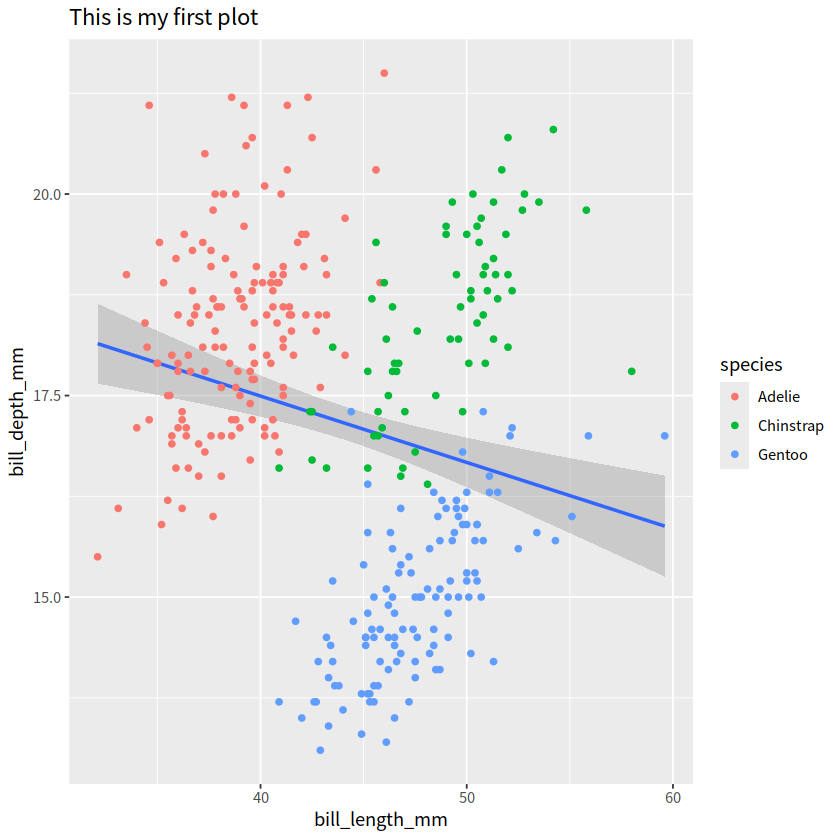 This is my first plot
bill_depth_mm
20.0
17.5
15.0
40
50
60
bill_length_mm
species
Adelie
Chinstrap
Gentoo